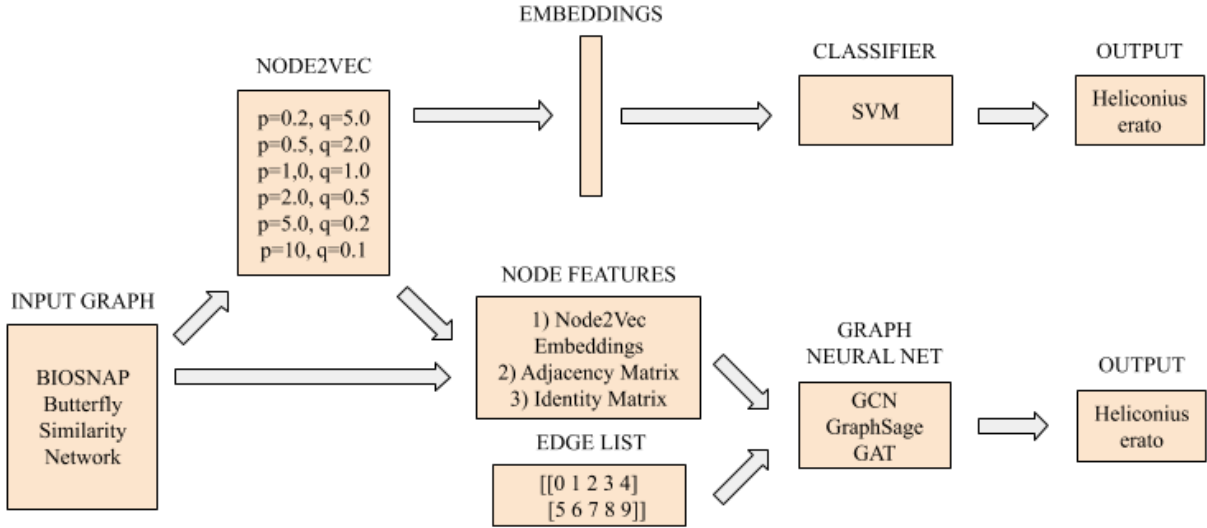 EMBEDDINGS
NODE2VEC
p=0.2, q=5.0
p=0.5, q=2.0
p=1,0, q=1.0
p=2.0, q=0.5
p=5.0, q=0.2
p=10, q=0.1
CLASSIFIER
SVM
OUTPUT
Heliconius
erato
INPUT GRAPH
BIOSNAP
Butterfly
Similarity
Network
NODE FEATURES
1) Node2Vec
Embeddings
2) Adjacency Matrix
3) Identity Matrix
EDGE LIST
[[0 1 2 3 4]
[5 6 7 8 9]]
GRAPH
NEURAL NET
GCN
GraphSage
GAT
OUTPUT
Heliconius
erato